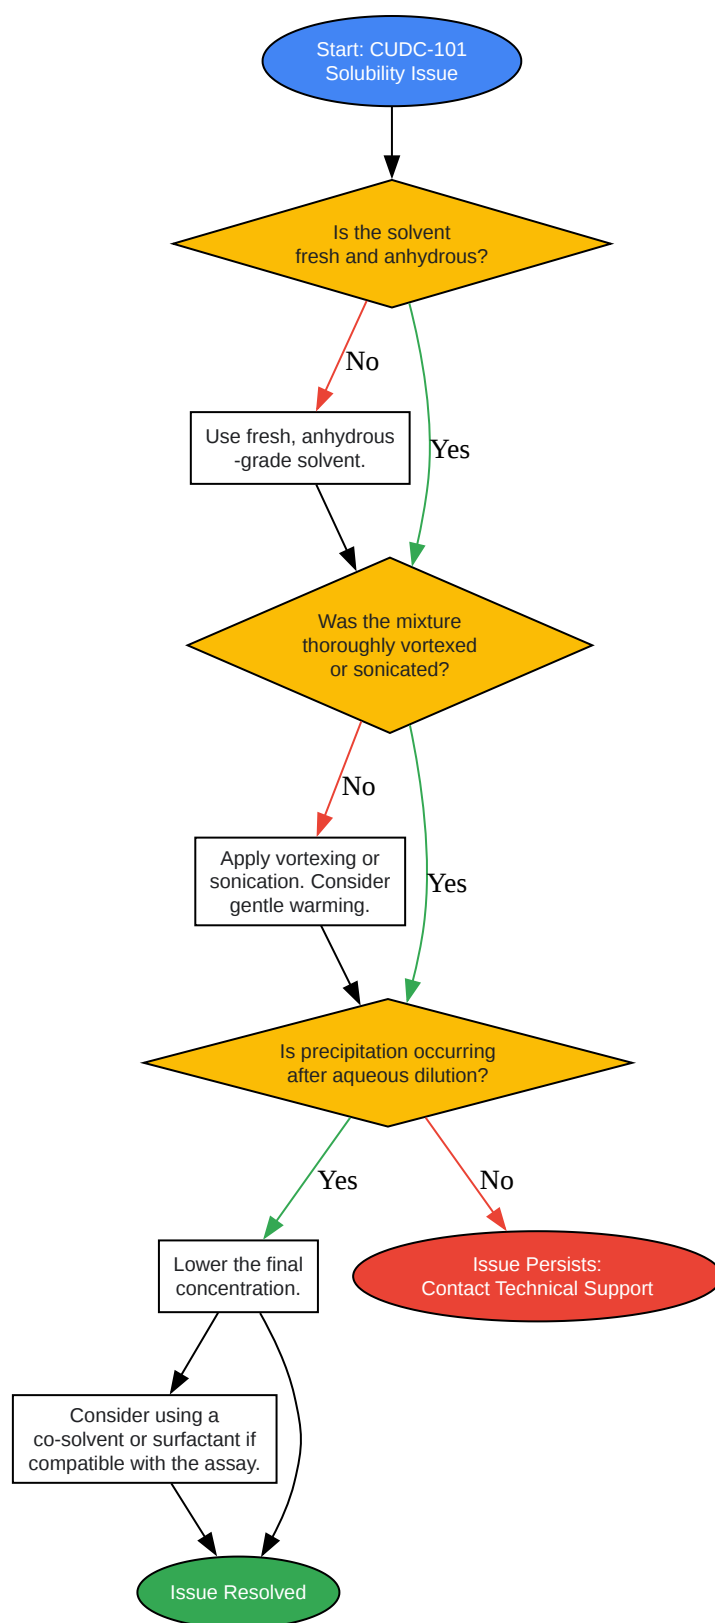 Start: CUDC-101
Solubility Issue
Is the solvent
fresh and anhydrous?
No
Use fresh, anhydrous
-grade solvent.
Yes
Was the mixture
thoroughly vortexed
or sonicated?
No
Apply vortexing or
sonication. Consider
gentle warming.
Yes
Is precipitation occurring
after aqueous dilution?
Yes
No
Lower the final
concentration.
Issue Persists:
Contact Technical Support
Consider using a
co-solvent or surfactant if
compatible with the assay.
Issue Resolved